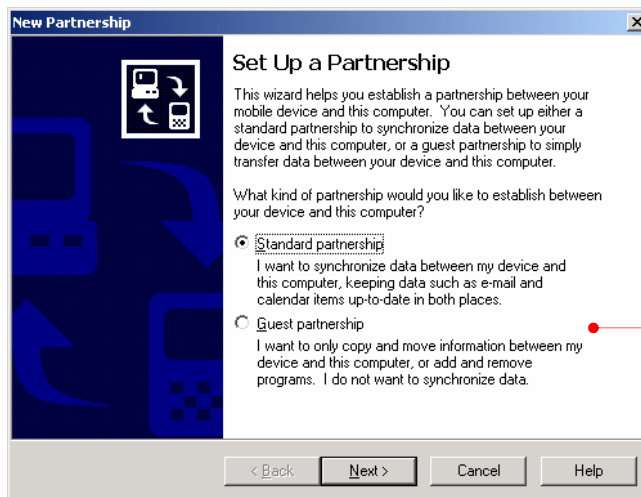 New Partnership
Set Up a Partnership
This wizard helps you establish a partnership between your
mobile device and this computer. You can set up either a
standard partnership to synchronize data between your
device and this computer, or a guest partnership to simply
transfer data between your device and this computer.
What kind of partnership would you like to establish between
your device and this computer?
Standard partnership
I want to synchronize data between my device and
this computer, keeping data such as e-mail and
calendar items up-to-date in both places.
Guest partnership
I want to only copy and move information between my
device and this computer, or add and remove
programs. I do not want to synchronize data.
< Back Next > Cancel Help